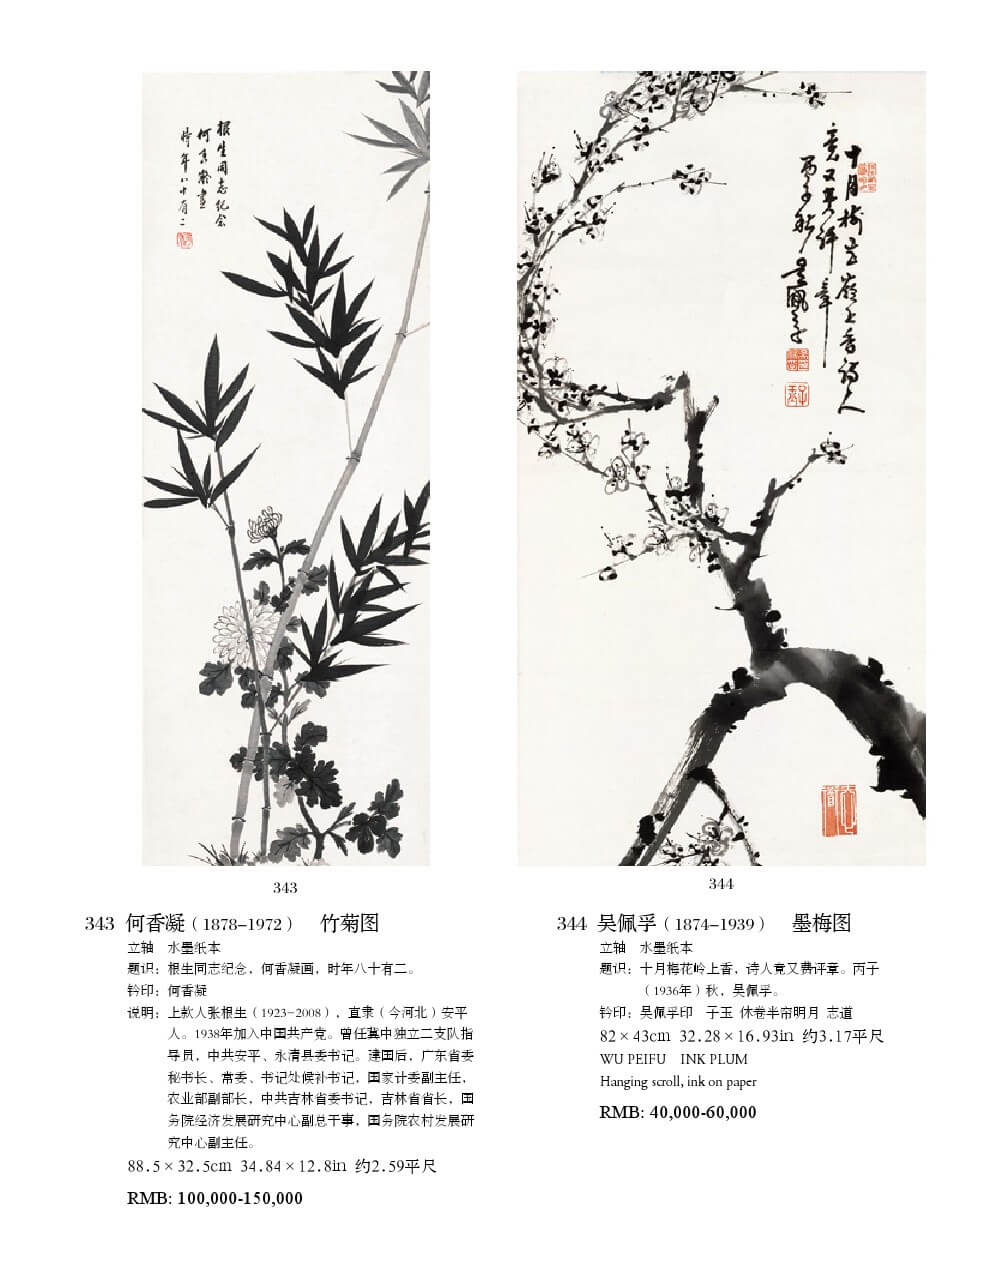 根生同志纪念
何香凝画
时年八十有二
十月梅花岭上香诗人
竟又费评章
丙子秋吴佩孚
343
344
343 何香凝（1878–1972） 竹菊图
立轴 水墨纸本
题识：根生同志纪念，何香凝画，时年八十有二。
钤印：何香凝
说明：上款人张根生（1923-2008），直隶（今河北）安平
人。1938年加入中国共产党。曾任冀中独立二支队指
导员，中共安平、永清县委书记。建国后，广东省委
秘书长、常委、书记处候补书记，国家计委副主任，
农业部副部长，中共吉林省委书记，吉林省省长，国
务院经济发展研究中心副总干事，国务院农村发展研
究中心副主任。
88.5×32.5cm 34.84×12.8in 约2.59平尺
RMB: 100,000-150,000
344 吴佩孚（1874–1939） 墨梅图
立轴 水墨纸本
题识：十月梅花岭上香，诗人竟又费评章。丙子
（1936年）秋，吴佩孚。
钤印：吴佩孚印 子玉 休卷半帘明月 志道
82×43cm 32.28×16.93in 约3.17平尺
WU PEIFU INK PLUM
Hanging scroll, ink on paper
RMB: 40,000-60,000